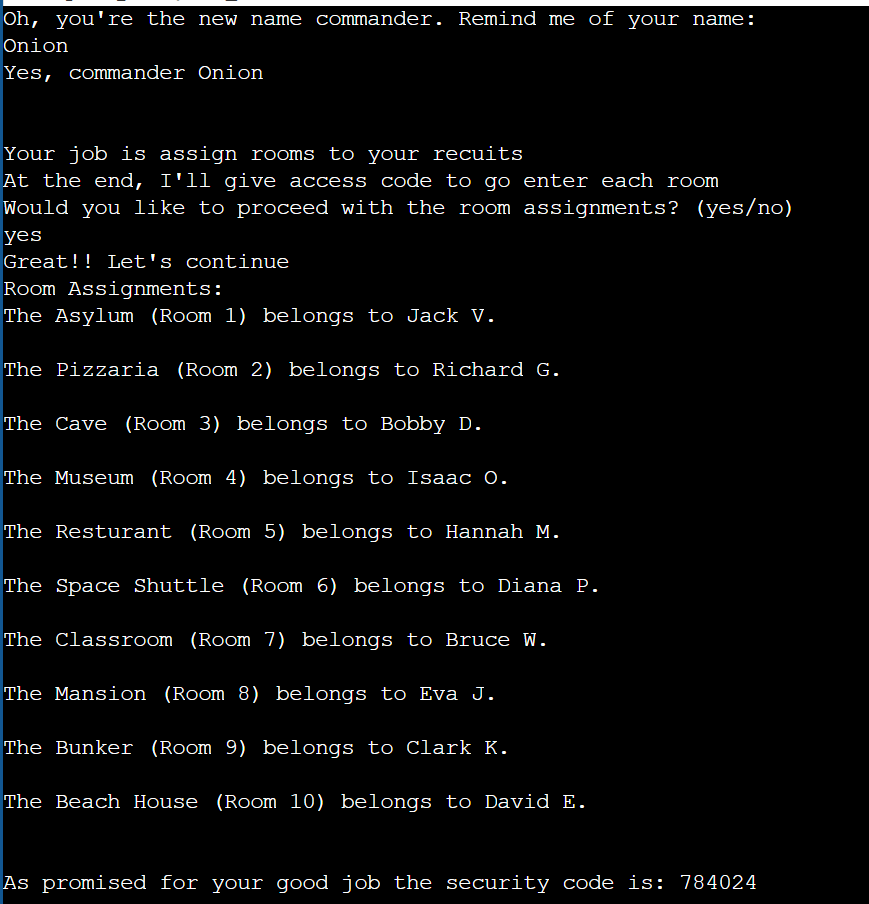 Oh, you're the new name commander. Remind me of your name:
Onion
Yes, commander Onion
Your job is assign rooms to your recuits
At the end, I'll give access code to go enter each room
Would you like to proceed with the room assignments? (yes/no)
yes
Great!! Let's continue
Room Assignments:
The Asylum (Room 1) belongs to Jack V.
The Pizzaria (Room 2) belongs to Richard G.
The Cave (Room 3) belongs to Bobby D.
The Museum (Room 4) belongs to Isaac O.
The Resturant (Room 5) belongs to Hannah M.
The Space Shuttle (Room 6) belongs to Diana P.
The Classroom (Room 7) belongs to Bruce W.
The Mansion (Room 8) belongs to Eva J.
The Bunker (Room 9) belongs to Clark K.
The Beach House (Room 10) belongs to David E.
As promised for your good job the security code is: 784024